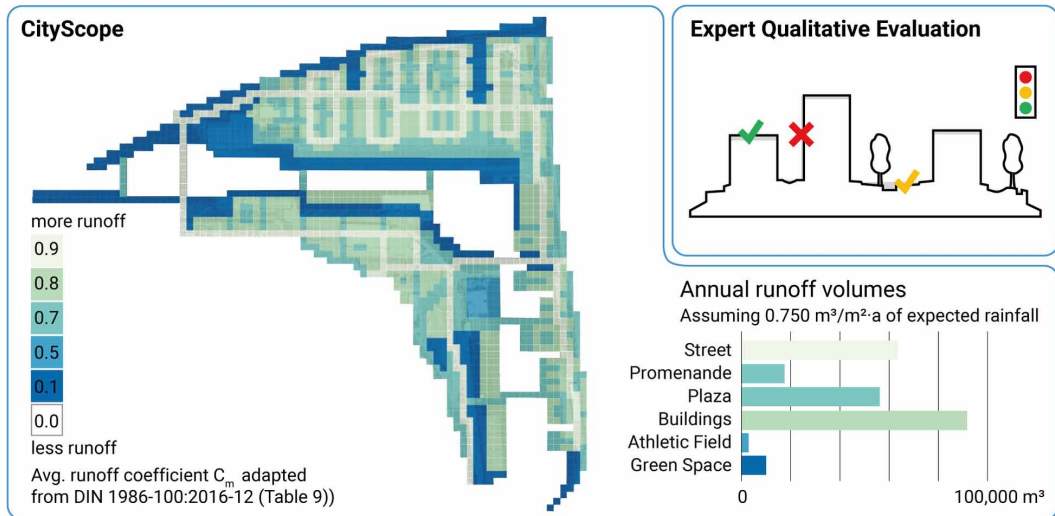 CityScope
more runoff
0.9
0.8
0.7
0.5
0.1
0.0
less runoff
Avg. runoff coefficient Cm adapted
from DIN 1986-100:2016-12 (Table 9))
Expert Qualitative Evaluation
Annual runoff volumes
Assuming 0.750 m³/m²·a of expected rainfall
Street
Promenande
Plaza
Buildings
Athletic Field
Green Space
0 100,000 m³